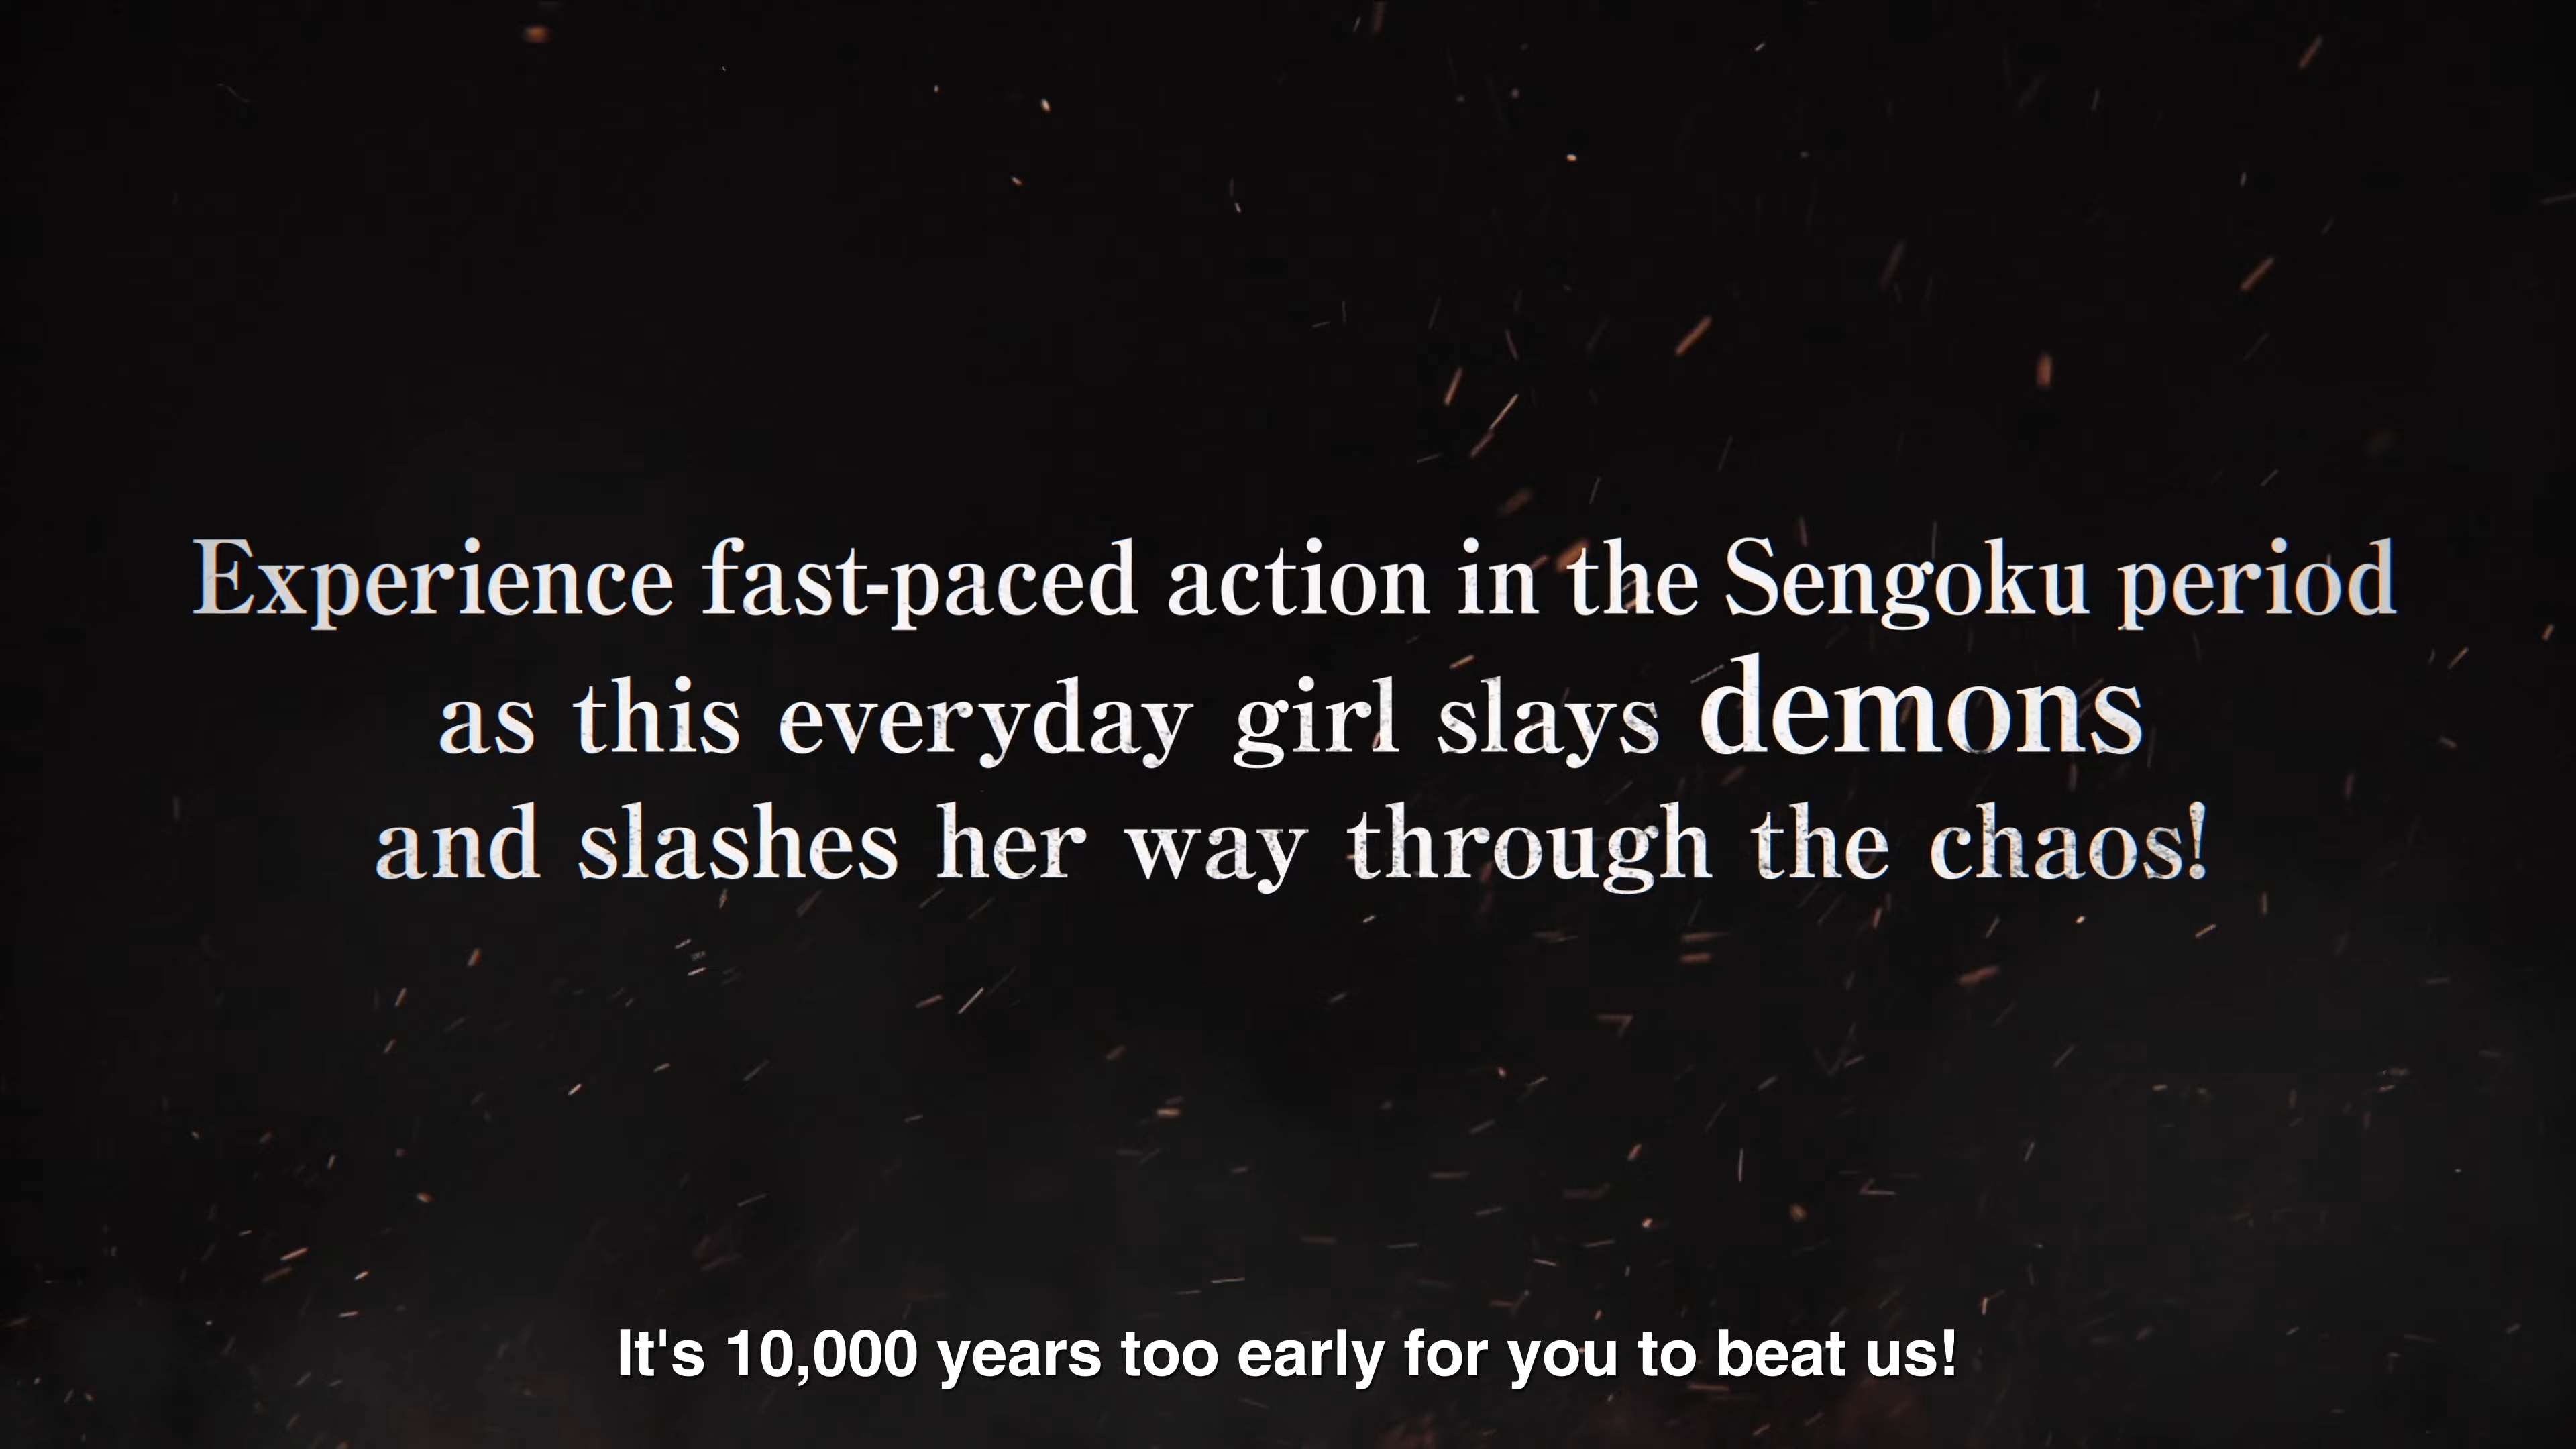 Experience fast-paced action in the Sengoku period
as this everyday girl slays demons
and slashes her way through the chaos!
It's 10,000 years too early for you to beat us!